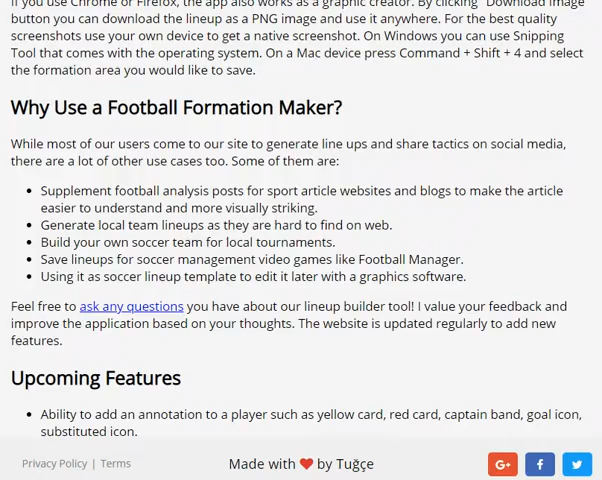 If you use Chrome or Firefox, the app also works as a graphic creator. By clicking "Download Image"
button you can download the lineup as a PNG image and use it anywhere. For the best quality
screenshots use your own device to get a native screenshot. On Windows you can use Snipping
Tool that comes with the operating system. On a Mac device press Command + Shift + 4 and select
the formation area you would like to save.
Why Use a Football Formation Maker?
While most of our users come to our site to generate line ups and share tactics on social media,
there are a lot of other use cases too. Some of them are:
• Supplement football analysis posts for sport article websites and blogs to make the article
easier to understand and more visually striking.
• Generate local team lineups as they are hard to find on web.
• Build your own soccer team for local tournaments.
• Save lineups for soccer management video games like Football Manager.
• Using it as soccer lineup template to edit it later with a graphics software.
Feel free to ask any questions you have about our lineup builder tool! I value your feedback and
improve the application based on your thoughts. The website is updated regularly to add new
features.
Upcoming Features
• Ability to add an annotation to a player such as yellow card, red card, captain band, goal icon,
substituted icon.
Privacy Policy | Terms
Made with ❤ by Tuğçe
G+ f